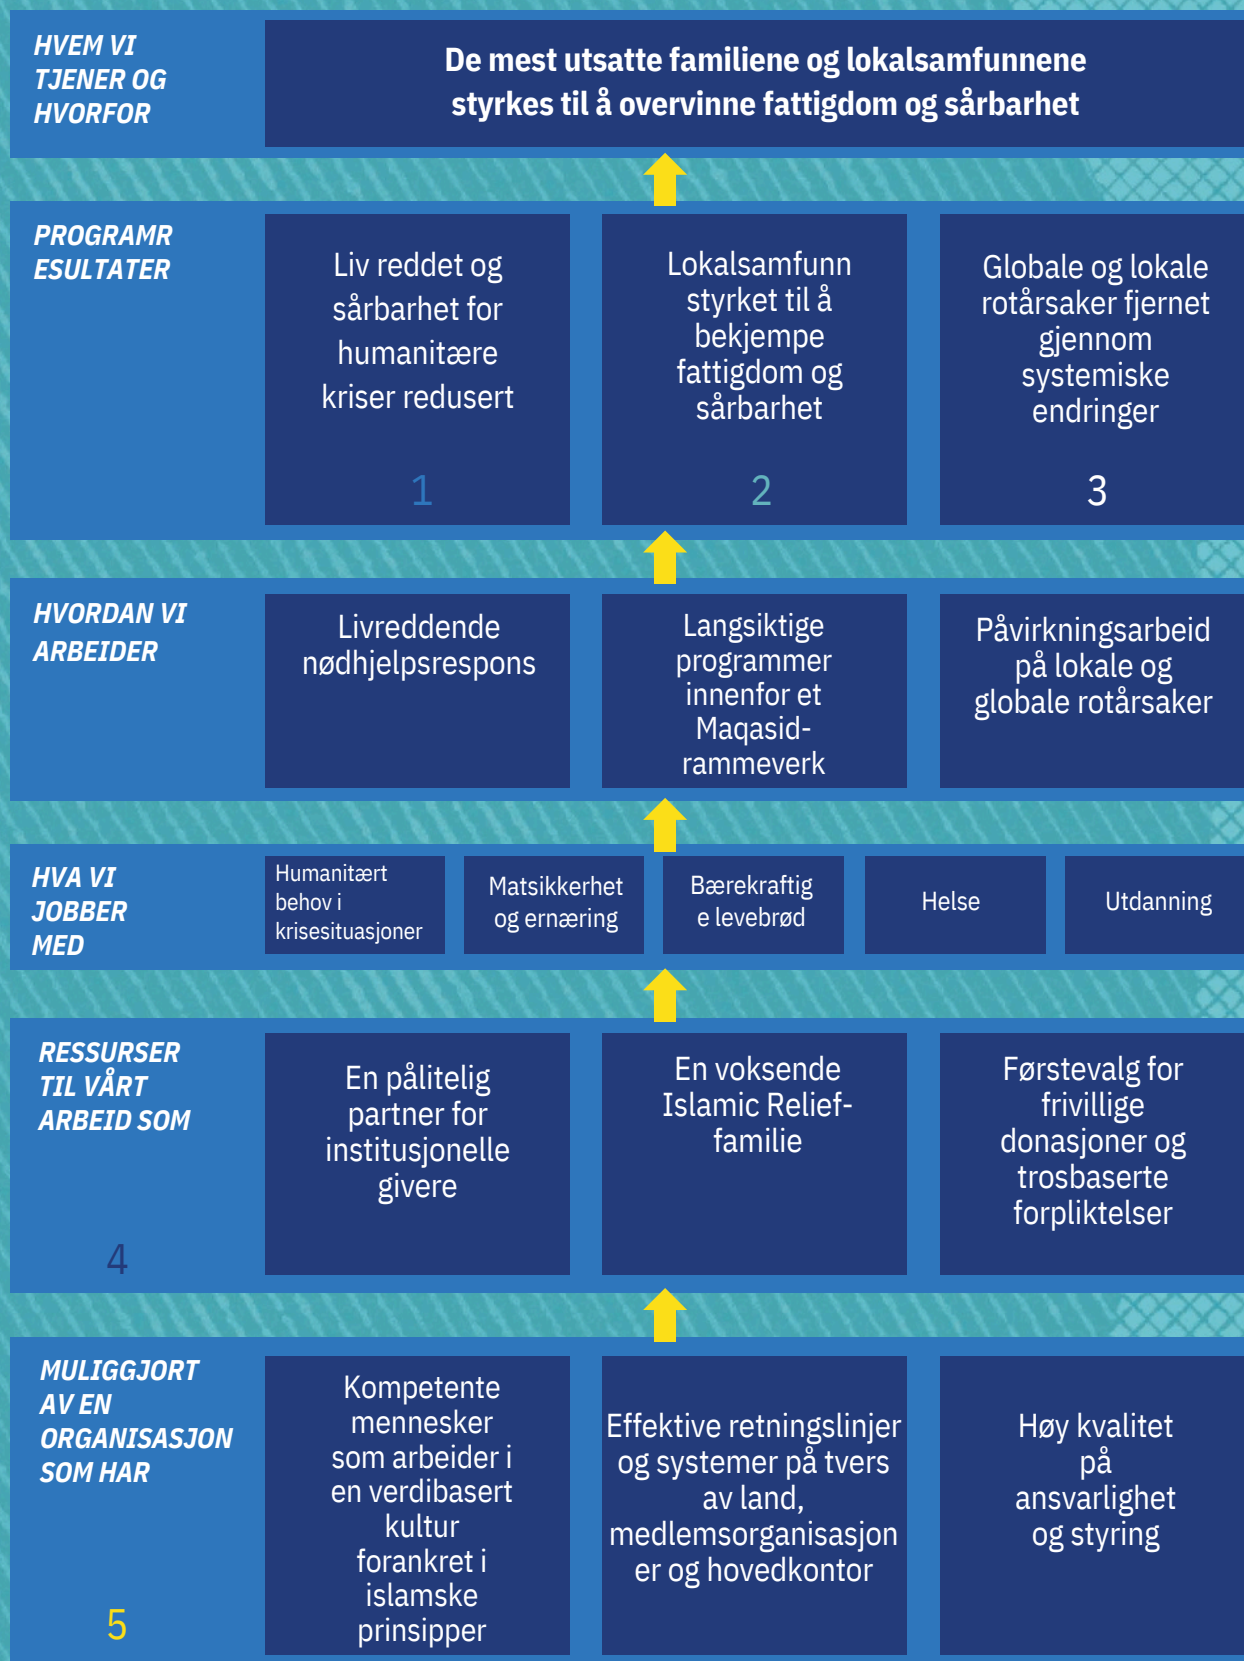 HVEM VI
TJENER OG
HVORFOR
De mest utsatte familiene og lokalsamfunnene
styrkes til å overvinne fattigdom og sårbarhet
PROGRAMR
ESULTATER
Liv reddet og
sårbarhet for
humanitære
kriser redusert
1
Lokalsamfunn
styrket til å
bekjempe
fattigdom og
sårbarhet
2
Globale og lokale
rotårsaker fjernet
gjennom
systemiske
endringer
3
HVORDAN VI
ARBEIDER
Livreddende
nødhjelpsrespons
Langsiktige
programmer
innenfor et
Maqasid-
rammeverk
Påvirkningsarbeid
på lokale og
globale rotårsaker
HVA VI
JOBBER
MED
Humanitært
behov i
krisesituasjoner
Matsikkerhet
og ernæring
Bærekraftig
e levebrød
Helse
Utdanning
RESSURSER
TIL VÅRT
ARBEID SOM
4
En pålitelig
partner for
institusjonelle
givere
En voksende
Islamic Relief-
familie
Førstevalg for
frivillige
donasjoner og
trosbaserte
forpliktelser
MULIGGJORT
AV EN
ORGANISASJON
SOM HAR
5
Kompetente
mennesker
som arbeider i
en verdibasert
kultur
forankret i
islamske
prinsipper
Effektive retningslinjer
og systemer på tvers
av land,
medlemsorganisasjon
er og hovedkontor
Høy kvalitet
på
ansvarlighet
og styring